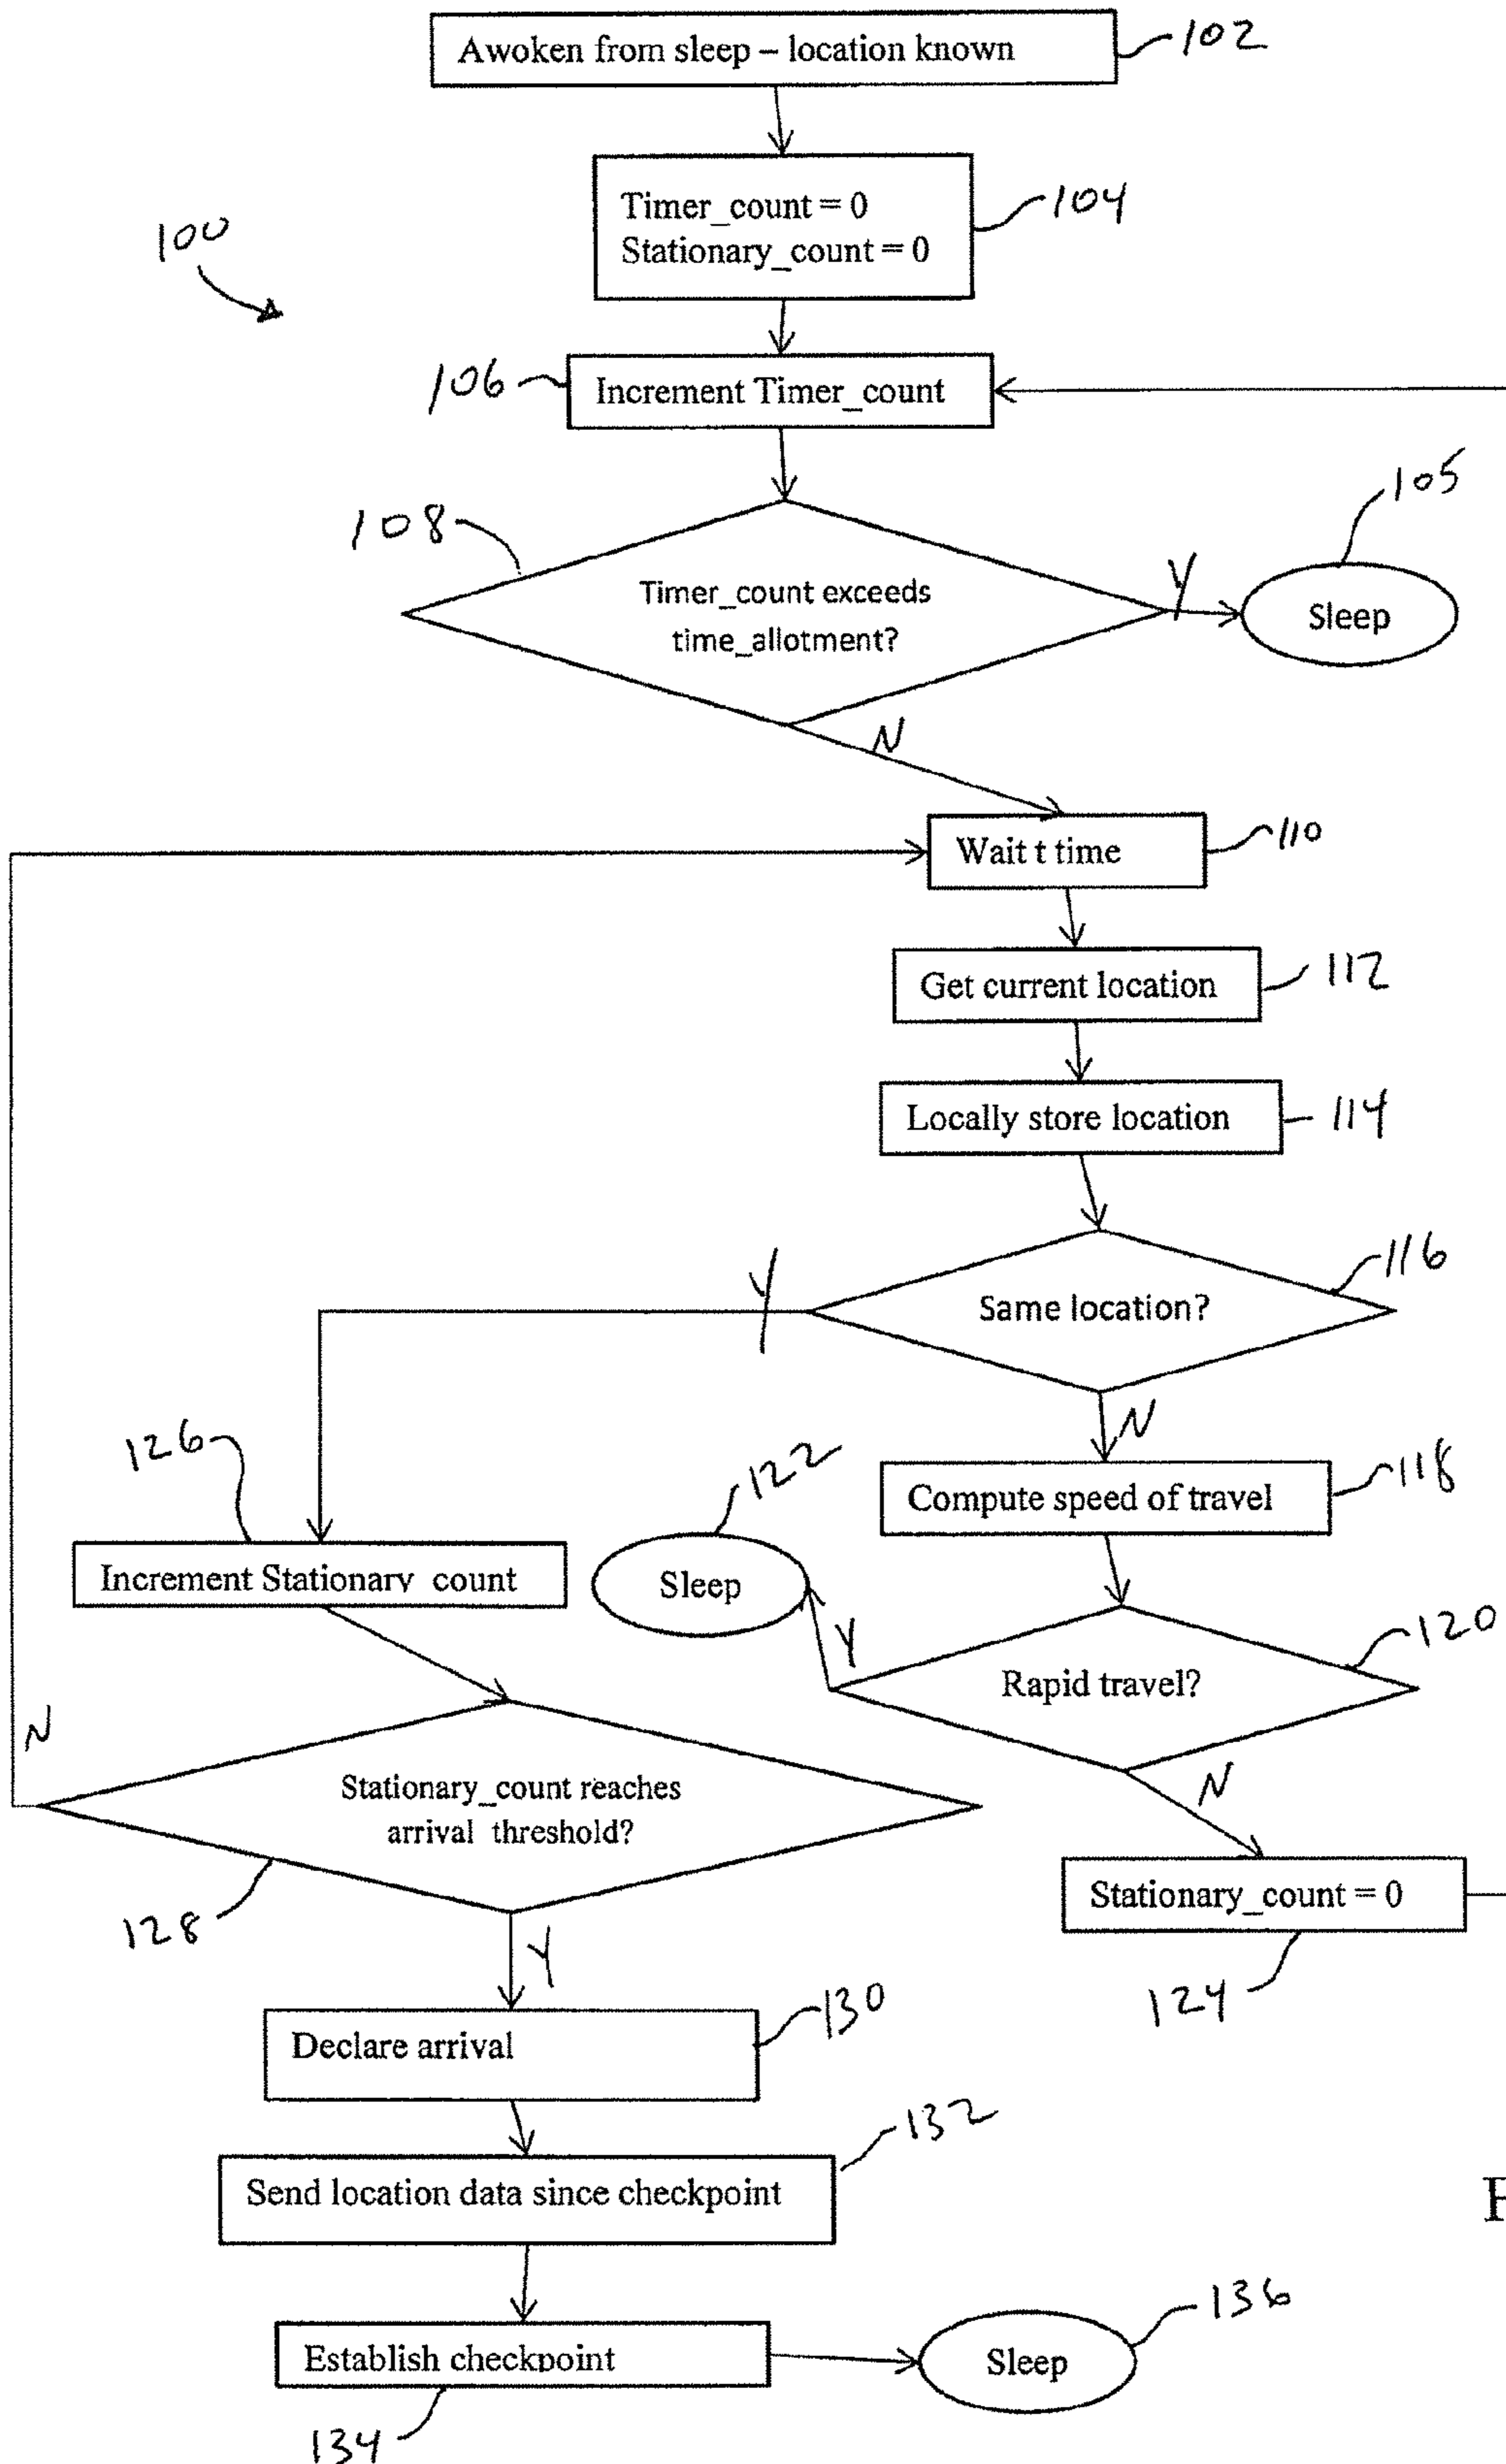 Awoken from sleep – location known
102
Timer_count = 0
Stationary_count = 0
104
100
106
Increment Timer_count
105
108
Timer_count exceeds
time_allotment?
Y
Sleep
N
Wait t time
110
Get current location
112
Locally store location
114
116
Same location?
Y
N
126
122
Compute speed of travel
118
Increment Stationary count
Sleep
Y
120
Rapid travel?
N
Stationary_count reaches
arrival threshold?
N
Stationary_count = 0
128
Y
124
Declare arrival
130
132
Send location data since checkpoint
136
Establish checkpoint
Sleep
134